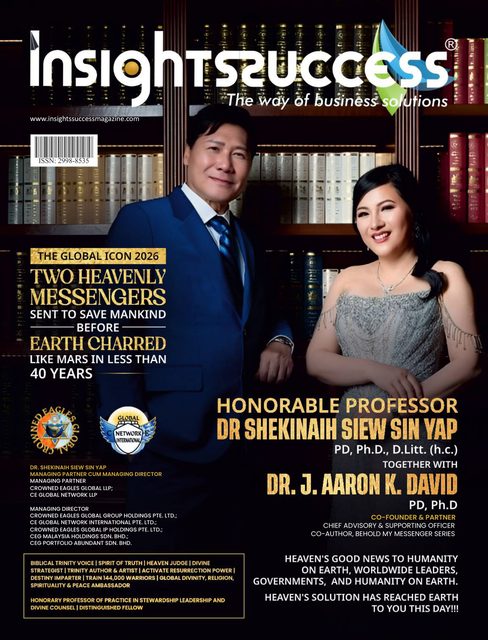 InsightSSuccess®
The way of business solutions
www.insightssuccessmagazine.com
ISSN: 2998-8535
THE GLOBAL ICON 2026
TWO HEAVENLY
MESSENGERS
SENT TO SAVE MANKIND
BEFORE
EARTH CHARRED
LIKE MARS IN LESS THAN
40 YEARS
CROWNED EAGLES GLOBAL
GLOBAL
NETWORK
INTERNATIONAL
HONORABLE PROFESSOR
DR SHEKINAIH SIEW SIN YAP
PD, Ph.D., D.Litt. (h.c.)
TOGETHER WITH
DR. J. AARON K. DAVID
PD, Ph.D
CO-FOUNDER & PARTNER
CHIEF ADVISORY & SUPPORTING OFFICER
CO-AUTHOR, BEHOLD MY MESSENGER SERIES
DR. SHEKINAIH SIEW SIN YAP
MANAGING PARTNER CUM MANAGING DIRECTOR
MANAGING PARTNER
CROWNED EAGLES GLOBAL LLP;
CE GLOBAL NETWORK LLP
MANAGING DIRECTOR
CROWNED EAGLES GLOBAL GROUP HOLDINGS PTE. LTD.;
CE GLOBAL NETWORK INTERNATIONAL PTE. LTD.;
CROWNED EAGLES GLOBAL IP HOLDINGS PTE. LTD.;
CEG MALAYSIA HOLDINGS SDN. BHD.;
CEG PORTFOLIO ABUNDANT SDN. BHD.;
BIBLICAL TRINITY VOICE | SPIRIT OF TRUTH | HEAVEN JUDGE | DIVINE
STRATEGIST | TRINITY AUTHOR & ARTIST | ACTIVATE RESURRECTION POWER |
DESTINY IMPARTER | TRAIN 144,000 WARRIORS | GLOBAL DIVINITY, RELIGION,
SPIRITUALITY & PEACE AMBASSADOR
HONORARY PROFESSOR OF PRACTICE IN STEWARDSHIP LEADERSHIP AND
DIVINE COUNSEL | DISTINGUISHED FELLOW
HEAVEN'S GOOD NEWS TO HUMANITY
ON EARTH, WORLDWIDE LEADERS,
GOVERNMENTS, AND HUMANITY ON EARTH.
HEAVEN'S SOLUTION HAS REACHED EARTH
TO YOU THIS DAY!!!